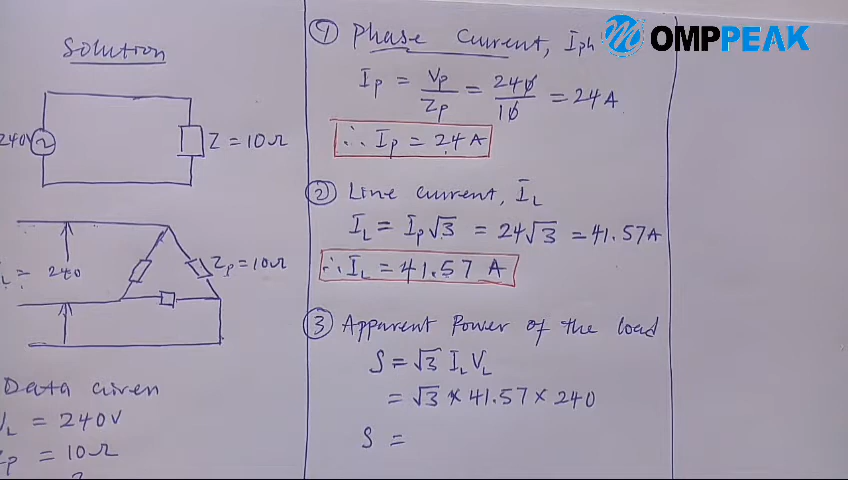 Solution
240V
Z = 10Ω
L = 240
Zp = 10Ω
Data Given
VL = 240V
Zp = 10Ω
① Phase Current, Iph
Ip = Vp/Zp = 240/10 = 24A
∴ Ip = 24A
② Line Current, IL
IL = Ip√3 = 24√3 = 41.57A
∴ IL = 41.57 A
③ Apparent Power of the load
S = √3 IL VL
= √3 × 41.57 × 240
S =
OMPPEAK